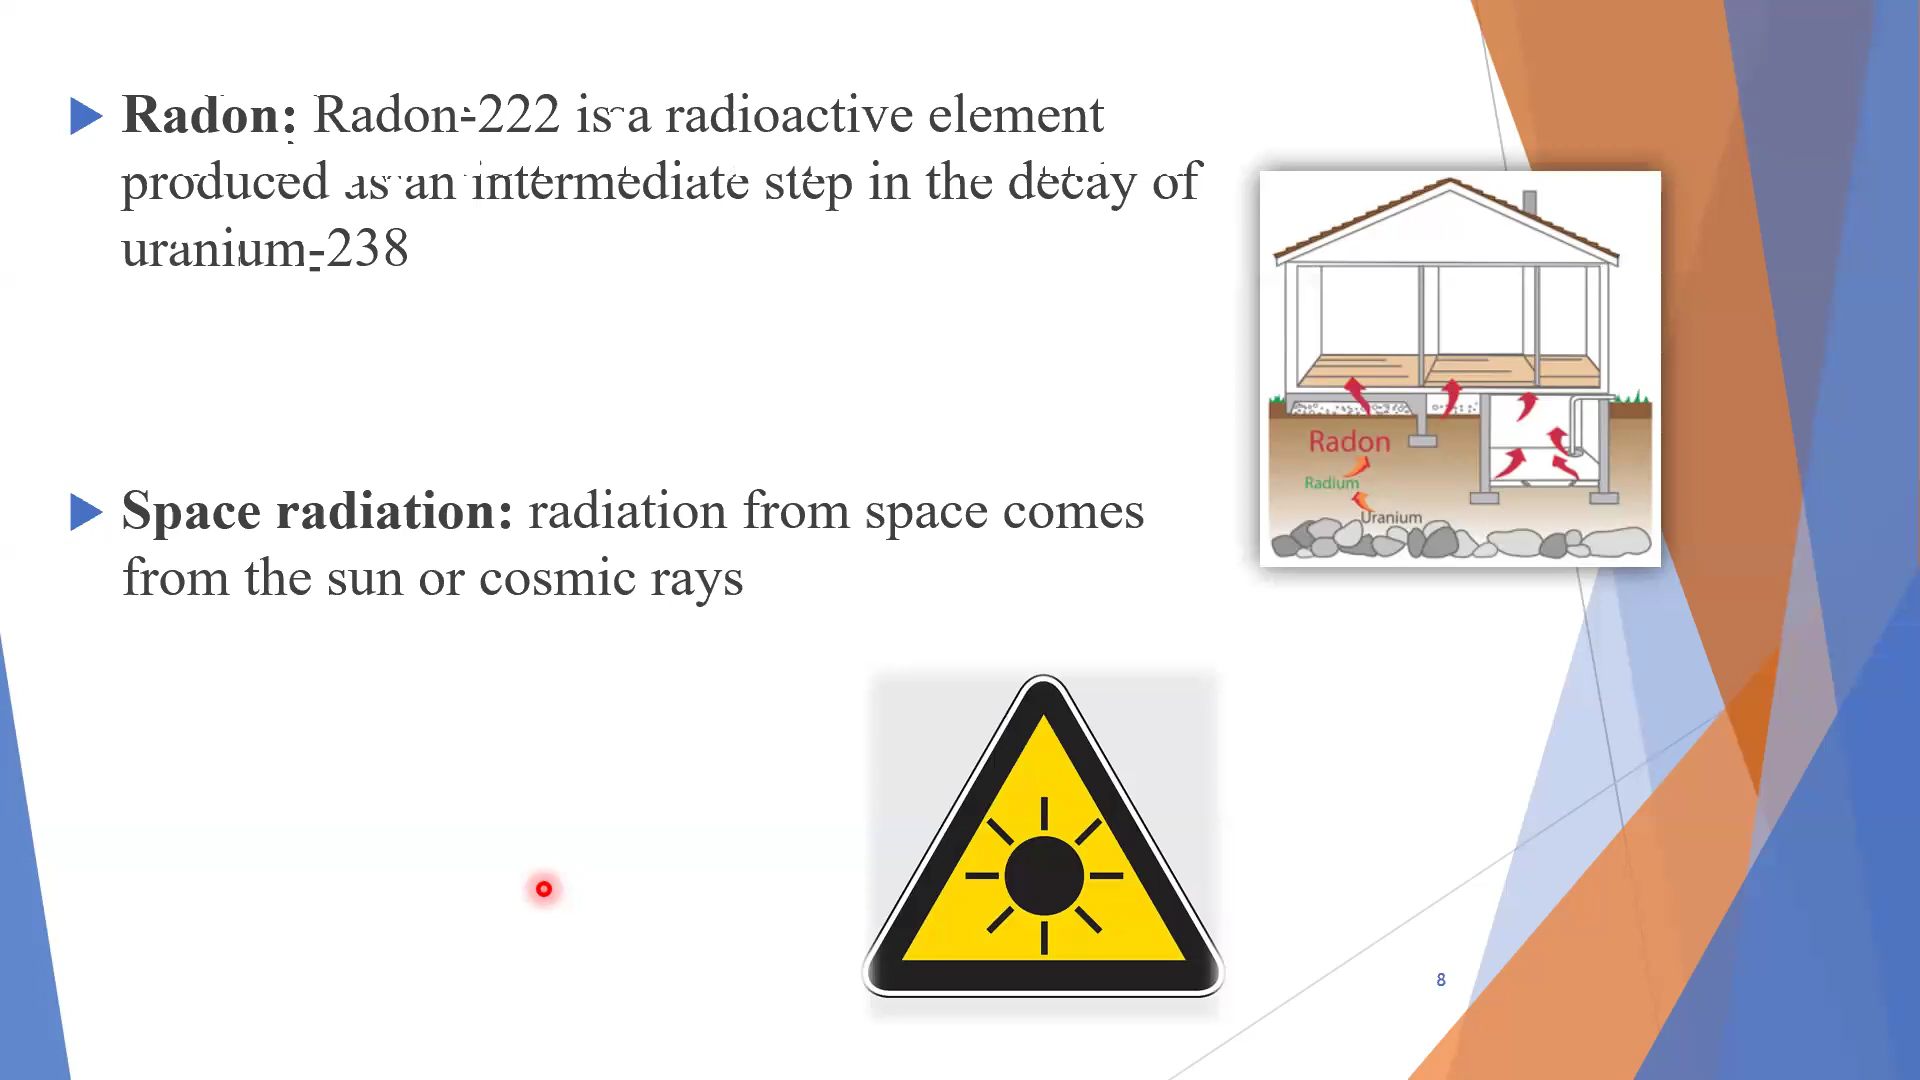 Radon: Radon-222 is a radioactive element
produced as an intermediate step in the decay of
uranium-238
Radon
Radium
Uranium
Space radiation: radiation from space comes
from the sun or cosmic rays
8